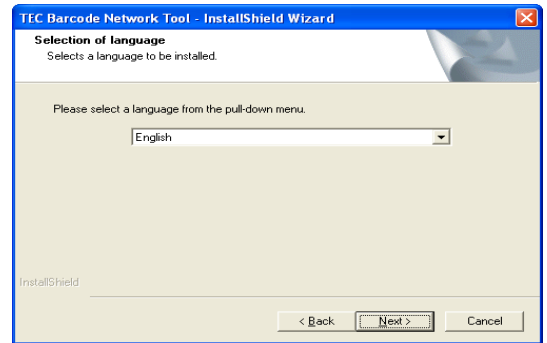 TEC Barcode Network Tool - InstallShield Wizard
Selection of language
Selects a language to be installed.
Please select a language from the pull-down menu.
English
InstallShield
< Back
Next >
Cancel